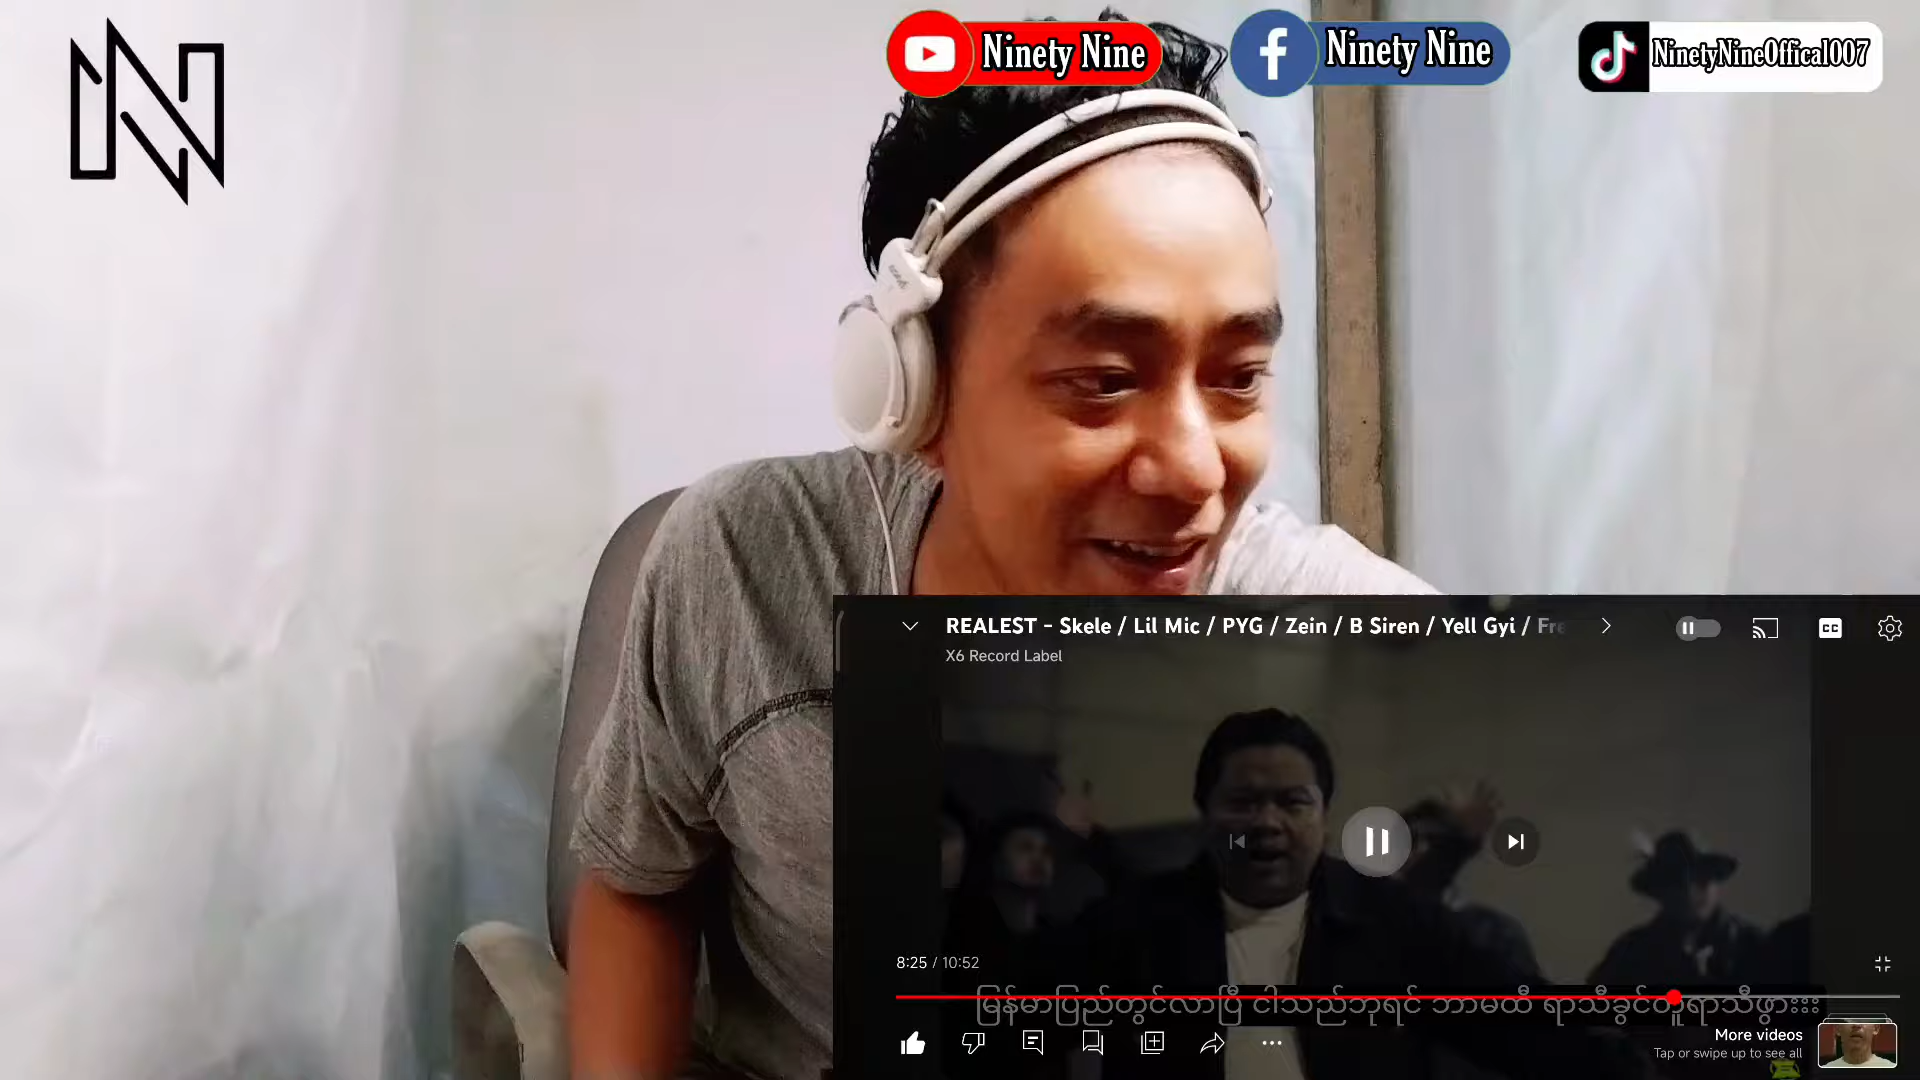 Ninety Nine
Ninety Nine
NinetyNineOffical007
REALEST - Skele / Lil Mic / PYG / Zein / B Siren / Yell Gyi / Fre
X6 Record Label
CC
8:25 / 10:52
မြန်မာပြည်တွင်လာပြီ ငါသည်ဘုရင် ဘာမထီ ရာသီခွင်တူရာသီဖွားးး
More videos
Tap or swipe up to see all